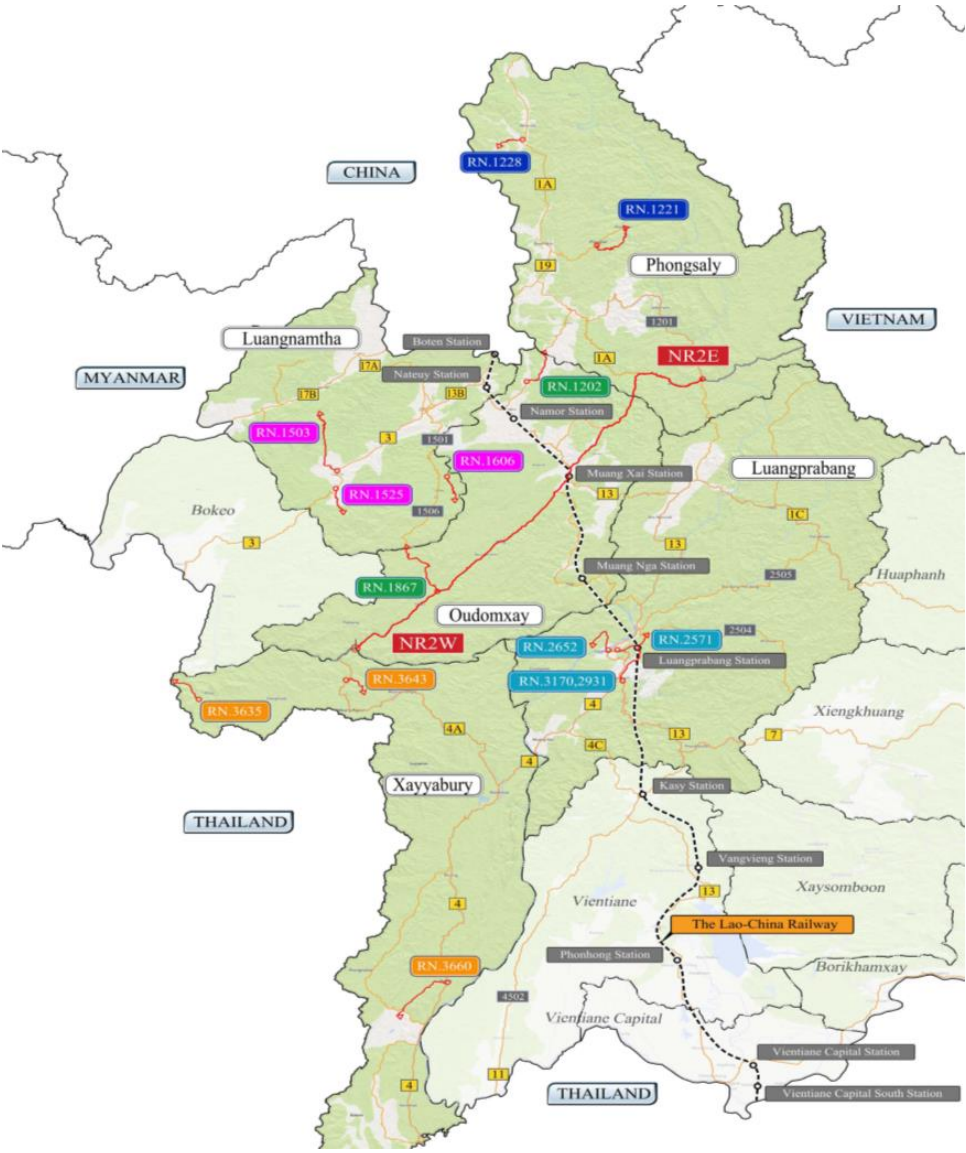 RN.1228
CHINA
1A
RN.1221
19
Phongsaly
1201
VIETNAM
Luangnamtha
Boten Station
17A
Nateuy Station
1A
NR2E
MYANMAR
17B
13B
RN.1202
Namor Station
RN.1503
3
1501
RN.1606
Muang Xai Station
Luangprabang
RN.1525
13
1506
Bokeo
1C
3
13
Muang Nga Station
2505
Huaphanh
RN.1867
Oudomxay
NR2W
RN.2652
RN.2571
2504
Luangprabang Station
RN.3643
RN.3170,2931
RN.3635
4
Xiengkhuang
4A
4C
13
7
4
Xayyabury
Kasy Station
THAILAND
Vangvieng Station
13
Xaysomboon
Vientiane
4
The Lao-China Railway
Phonhong Station
RN.3660
Borikhamxay
4502
Vientiane Capital
Vientiane Capital Station
11
4
THAILAND
Vientiane Capital South Station